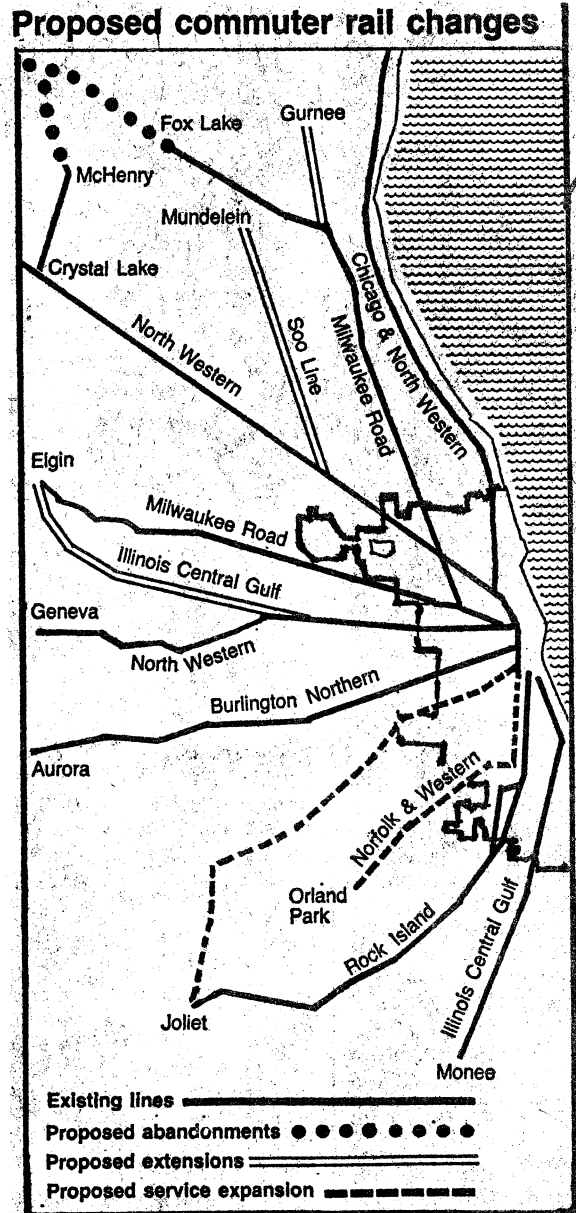 Proposed commuter rail changes
Gurnee
Fox Lake
McHenry
Mundelein
Crystal Lake
Chicago & North Western
North Western
Soo Line
Milwaukee Road
Elgin
Milwaukee Road
Illinois Central Gulf
Geneva
North Western
Burlington Northern
Aurora
Norfolk & Western
Orland
Park
Rock Island
Illinois Central Gulf
Joliet
Monee
Existing lines
Proposed abandonments
Proposed extensions
Proposed service expansion